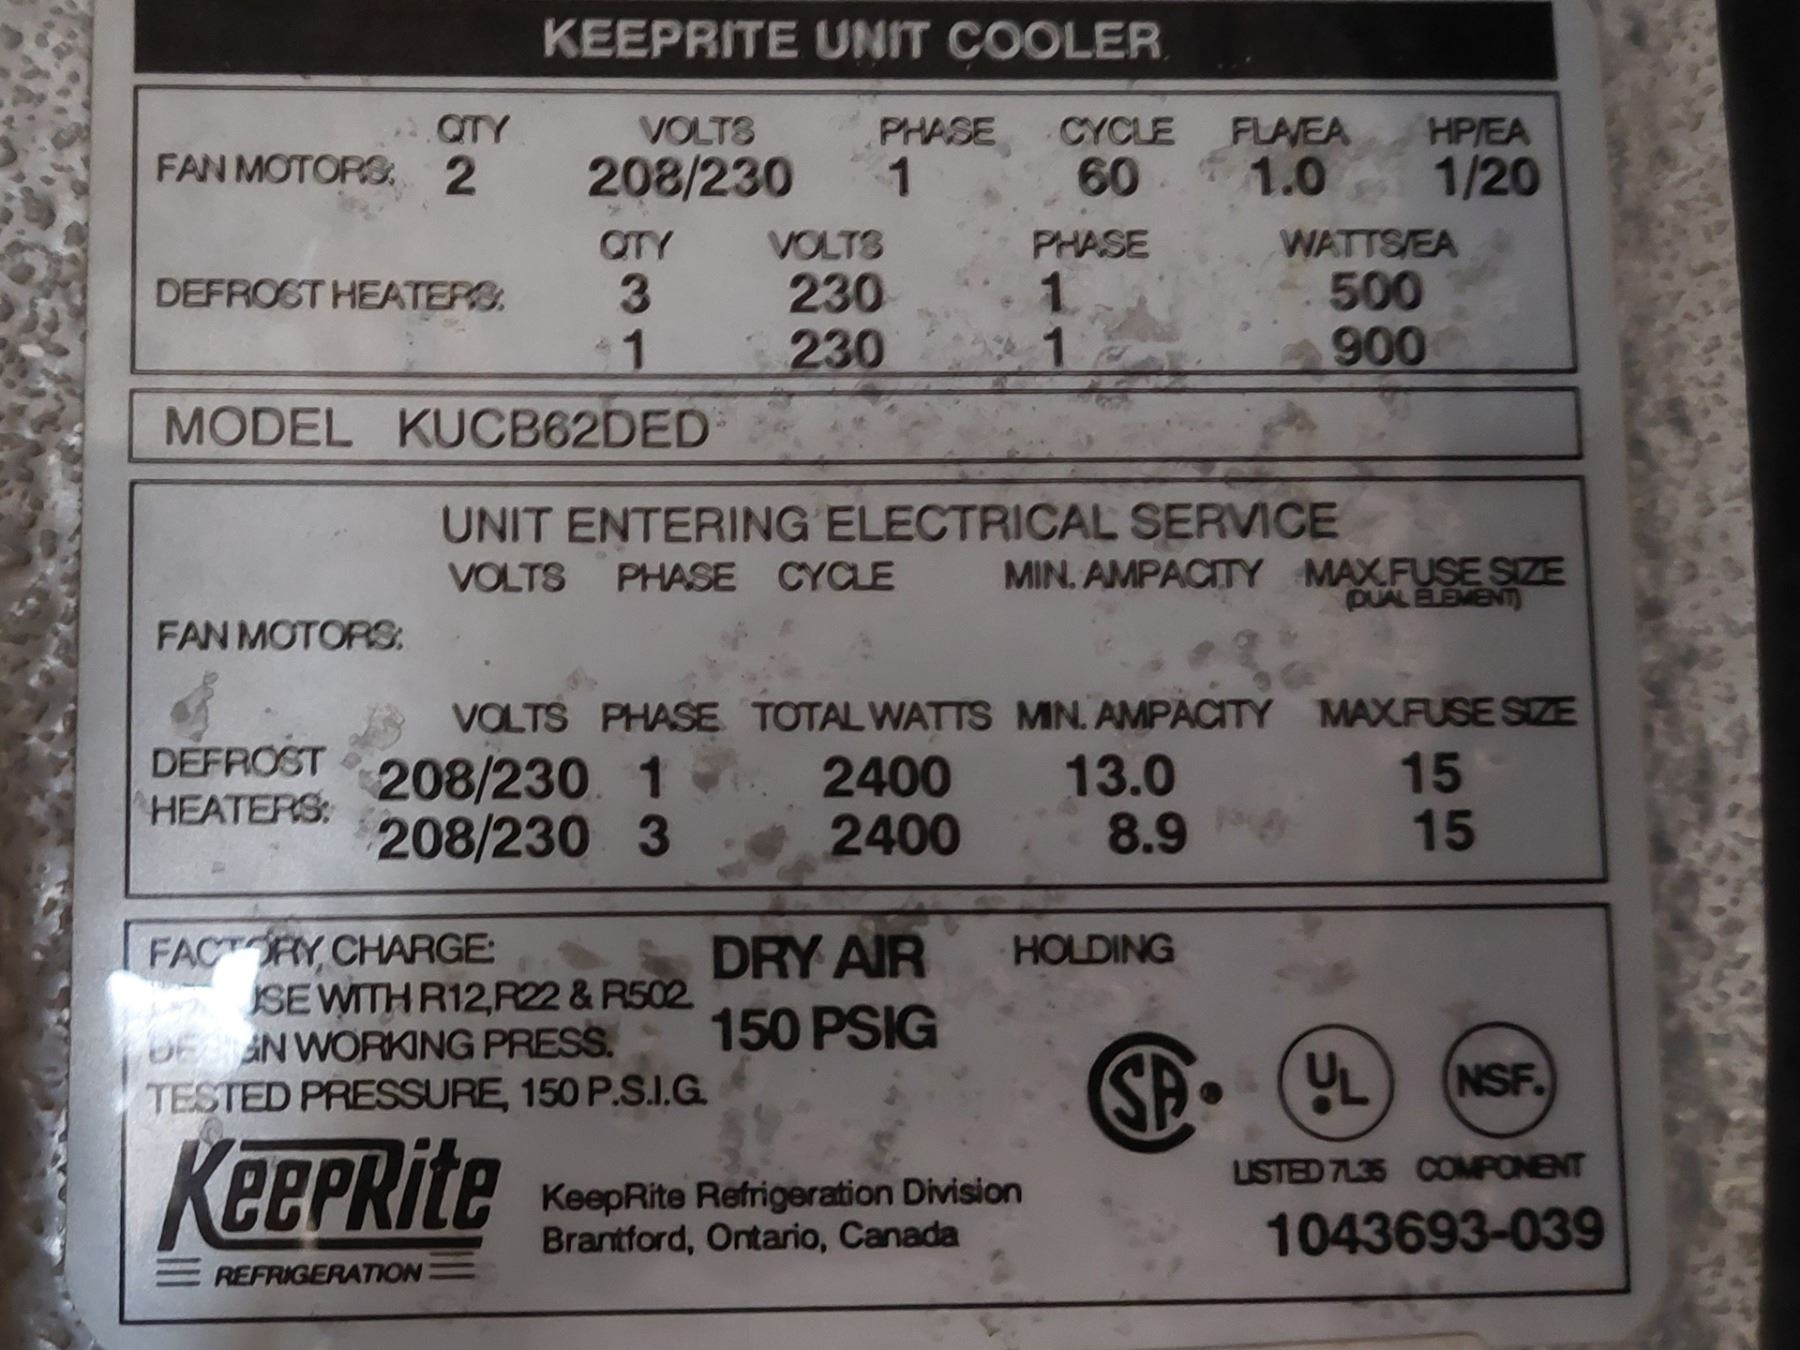 KEEPRITE UNIT COOLER
QTY VOLTS PHASE CYCLE FLA/EA HP/EA
FAN MOTORS: 2 208/230 1 60 1.0 1/20
QTY VOLTS PHASE WATTS/EA
DEFROST HEATERS: 3 230 1 500
1 230 1 900
MODEL KUCB62DED
UNIT ENTERING ELECTRICAL SERVICE
VOLTS PHASE CYCLE MIN. AMPACITY MAX.FUSE SIZE
(DUAL ELEMENT)
FAN MOTORS:
VOLTS PHASE TOTAL WATTS MIN. AMPACITY MAX.FUSE SIZE
DEFROST HEATERS: 208/230 1 2400 13.0 15
208/230 3 2400 8.9 15
FACTORY CHARGE: DRY AIR HOLDING
USE WITH R12,R22 & R502
DESIGN WORKING PRESS. 150 PSIG
TESTED PRESSURE, 150 P.S.I.G.
SA
UL
NSF.
LISTED 7L35 COMPONENT
KeepRite
REFRIGERATION
KeepRite Refrigeration Division
Brantford, Ontario, Canada
1043693-039